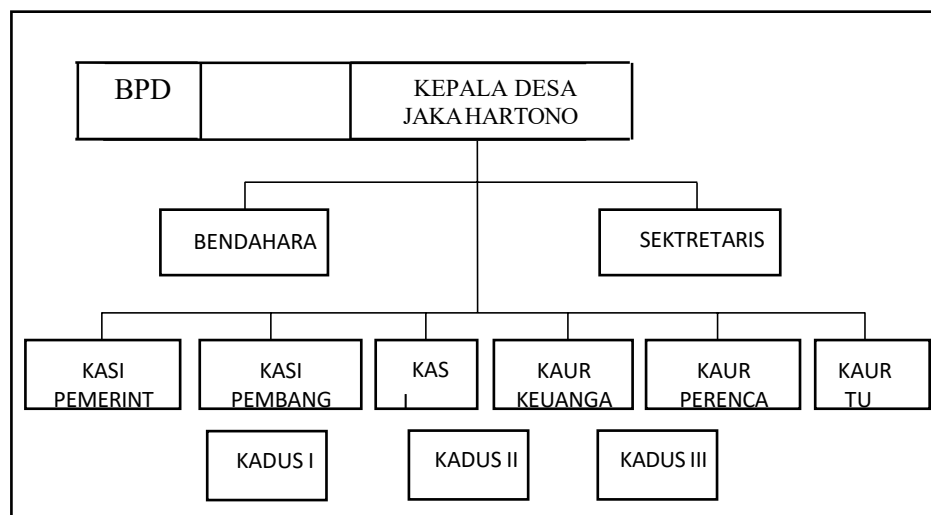 BPD
KEPALA DESA
JAKA HARTONO
BENDAHARA
SEKTRETARIS
KASI
PEMERINT
KASI
PEMBANG
KAS
I
KAUR
KEUANGA
KAUR
PERENCA
KAUR
TU
KADUS I
KADUS II
KADUS III